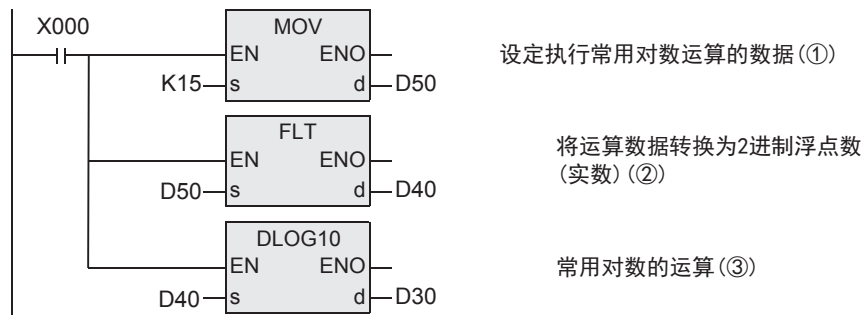 X000
MOV
EN ENO
K15 s d D50
设定执行常用对数运算的数据(①)
FLT
EN ENO
D50 s d D40
将运算数据转换为2进制浮点数
(实数)(②)
DLOG10
EN ENO
D40 s d D30
常用对数的运算(③)